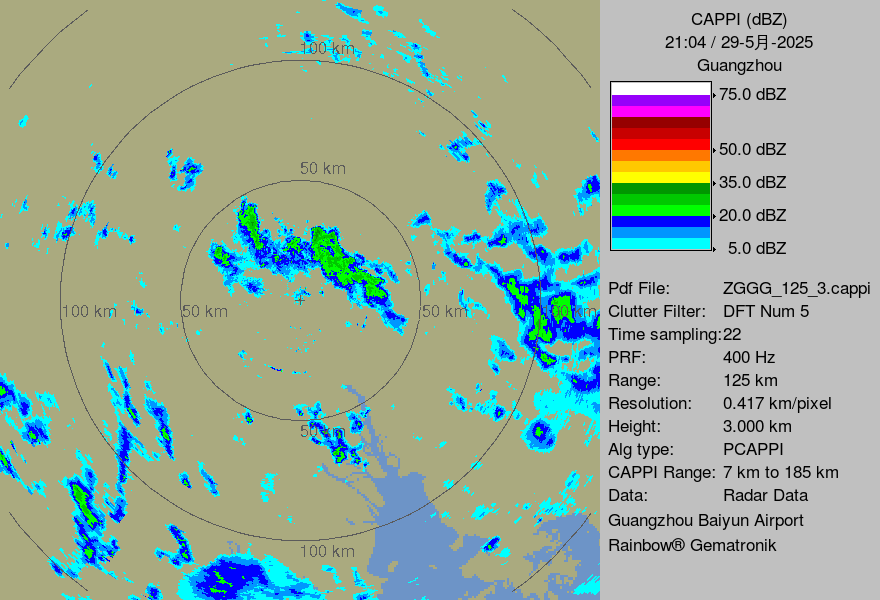 CAPPI (dBZ)
21:04 / 29-5月-2025
Guangzhou
75.0 dBZ
50.0 dBZ
35.0 dBZ
20.0 dBZ
5.0 dBZ
Pdf File: ZGGG_125_3.cappi
Clutter Filter: DFT Num 5
Time sampling:22
PRF: 400 Hz
Range: 125 km
Resolution: 0.417 km/pixel
Height: 3.000 km
Alg type: PCAPPI
CAPPI Range: 7 km to 185 km
Data: Radar Data
Guangzhou Baiyun Airport
Rainbow® Gematronik
100 km
50 km
100 km
50 km
50 km
km
50 km
100 km